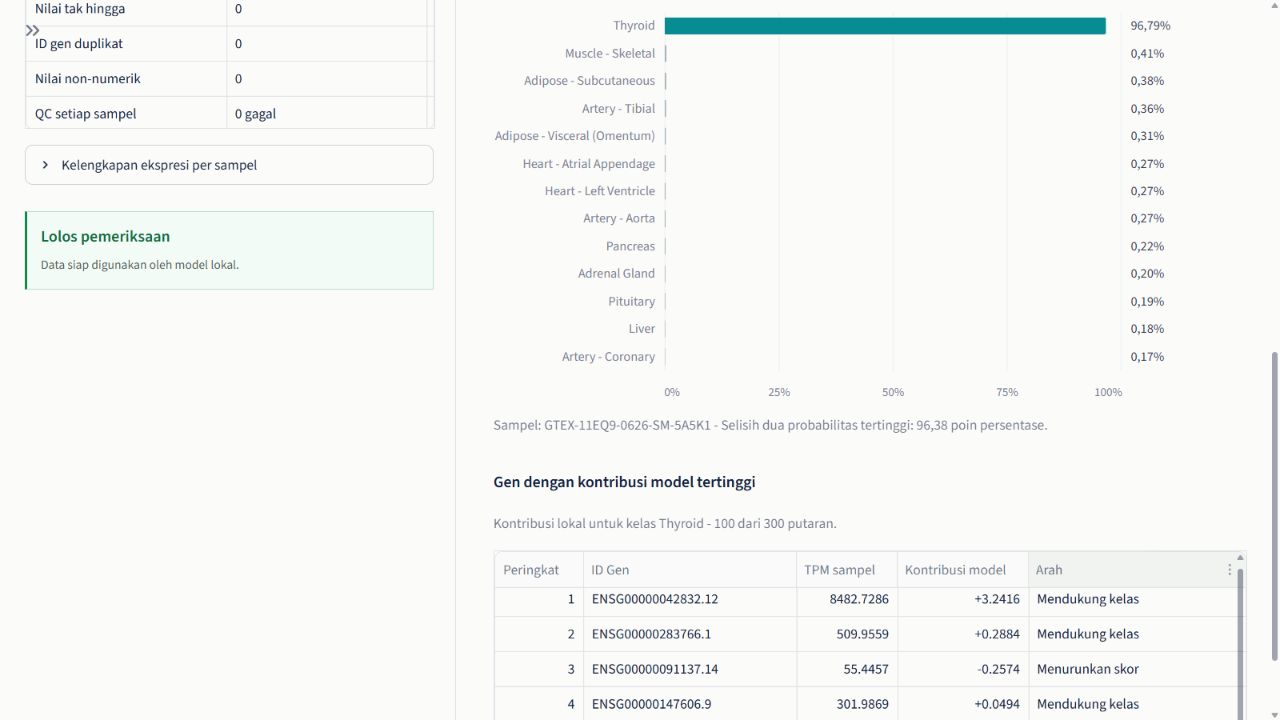 Nilai tak hingga 0
ID gen duplikat 0
Nilai non-numerik 0
QC setiap sampel 0 gagal
Kelengkapan ekspresi per sampel
Lolos pemeriksaan
Data siap digunakan oleh model lokal.
Thyroid 96,79%
Muscle - Skeletal 0,41%
Adipose - Subcutaneous 0,38%
Artery - Tibial 0,36%
Adipose - Visceral (Omentum) 0,31%
Heart - Atrial Appendage 0,27%
Heart - Left Ventricle 0,27%
Artery - Aorta 0,27%
Pancreas 0,22%
Adrenal Gland 0,20%
Pituitary 0,19%
Liver 0,18%
Artery - Coronary 0,17%
0% 25% 50% 75% 100%
Sampel: GTEX-11EQ9-0626-SM-5A5K1 - Selisih dua probabilitas tertinggi: 96,38 poin persentase.
Gen dengan kontribusi model tertinggi
Kontribusi lokal untuk kelas Thyroid - 100 dari 300 putaran.
Peringkat ID Gen TPM sampel Kontribusi model Arah
1 ENSG00000042832.12 8482.7286 +3.2416 Mendukung kelas
2 ENSG00000283766.1 509.9559 +0.2884 Mendukung kelas
3 ENSG00000091137.14 55.4457 -0.2574 Menurunkan skor
4 ENSG00000147606.9 301.9869 +0.0494 Mendukung kelas